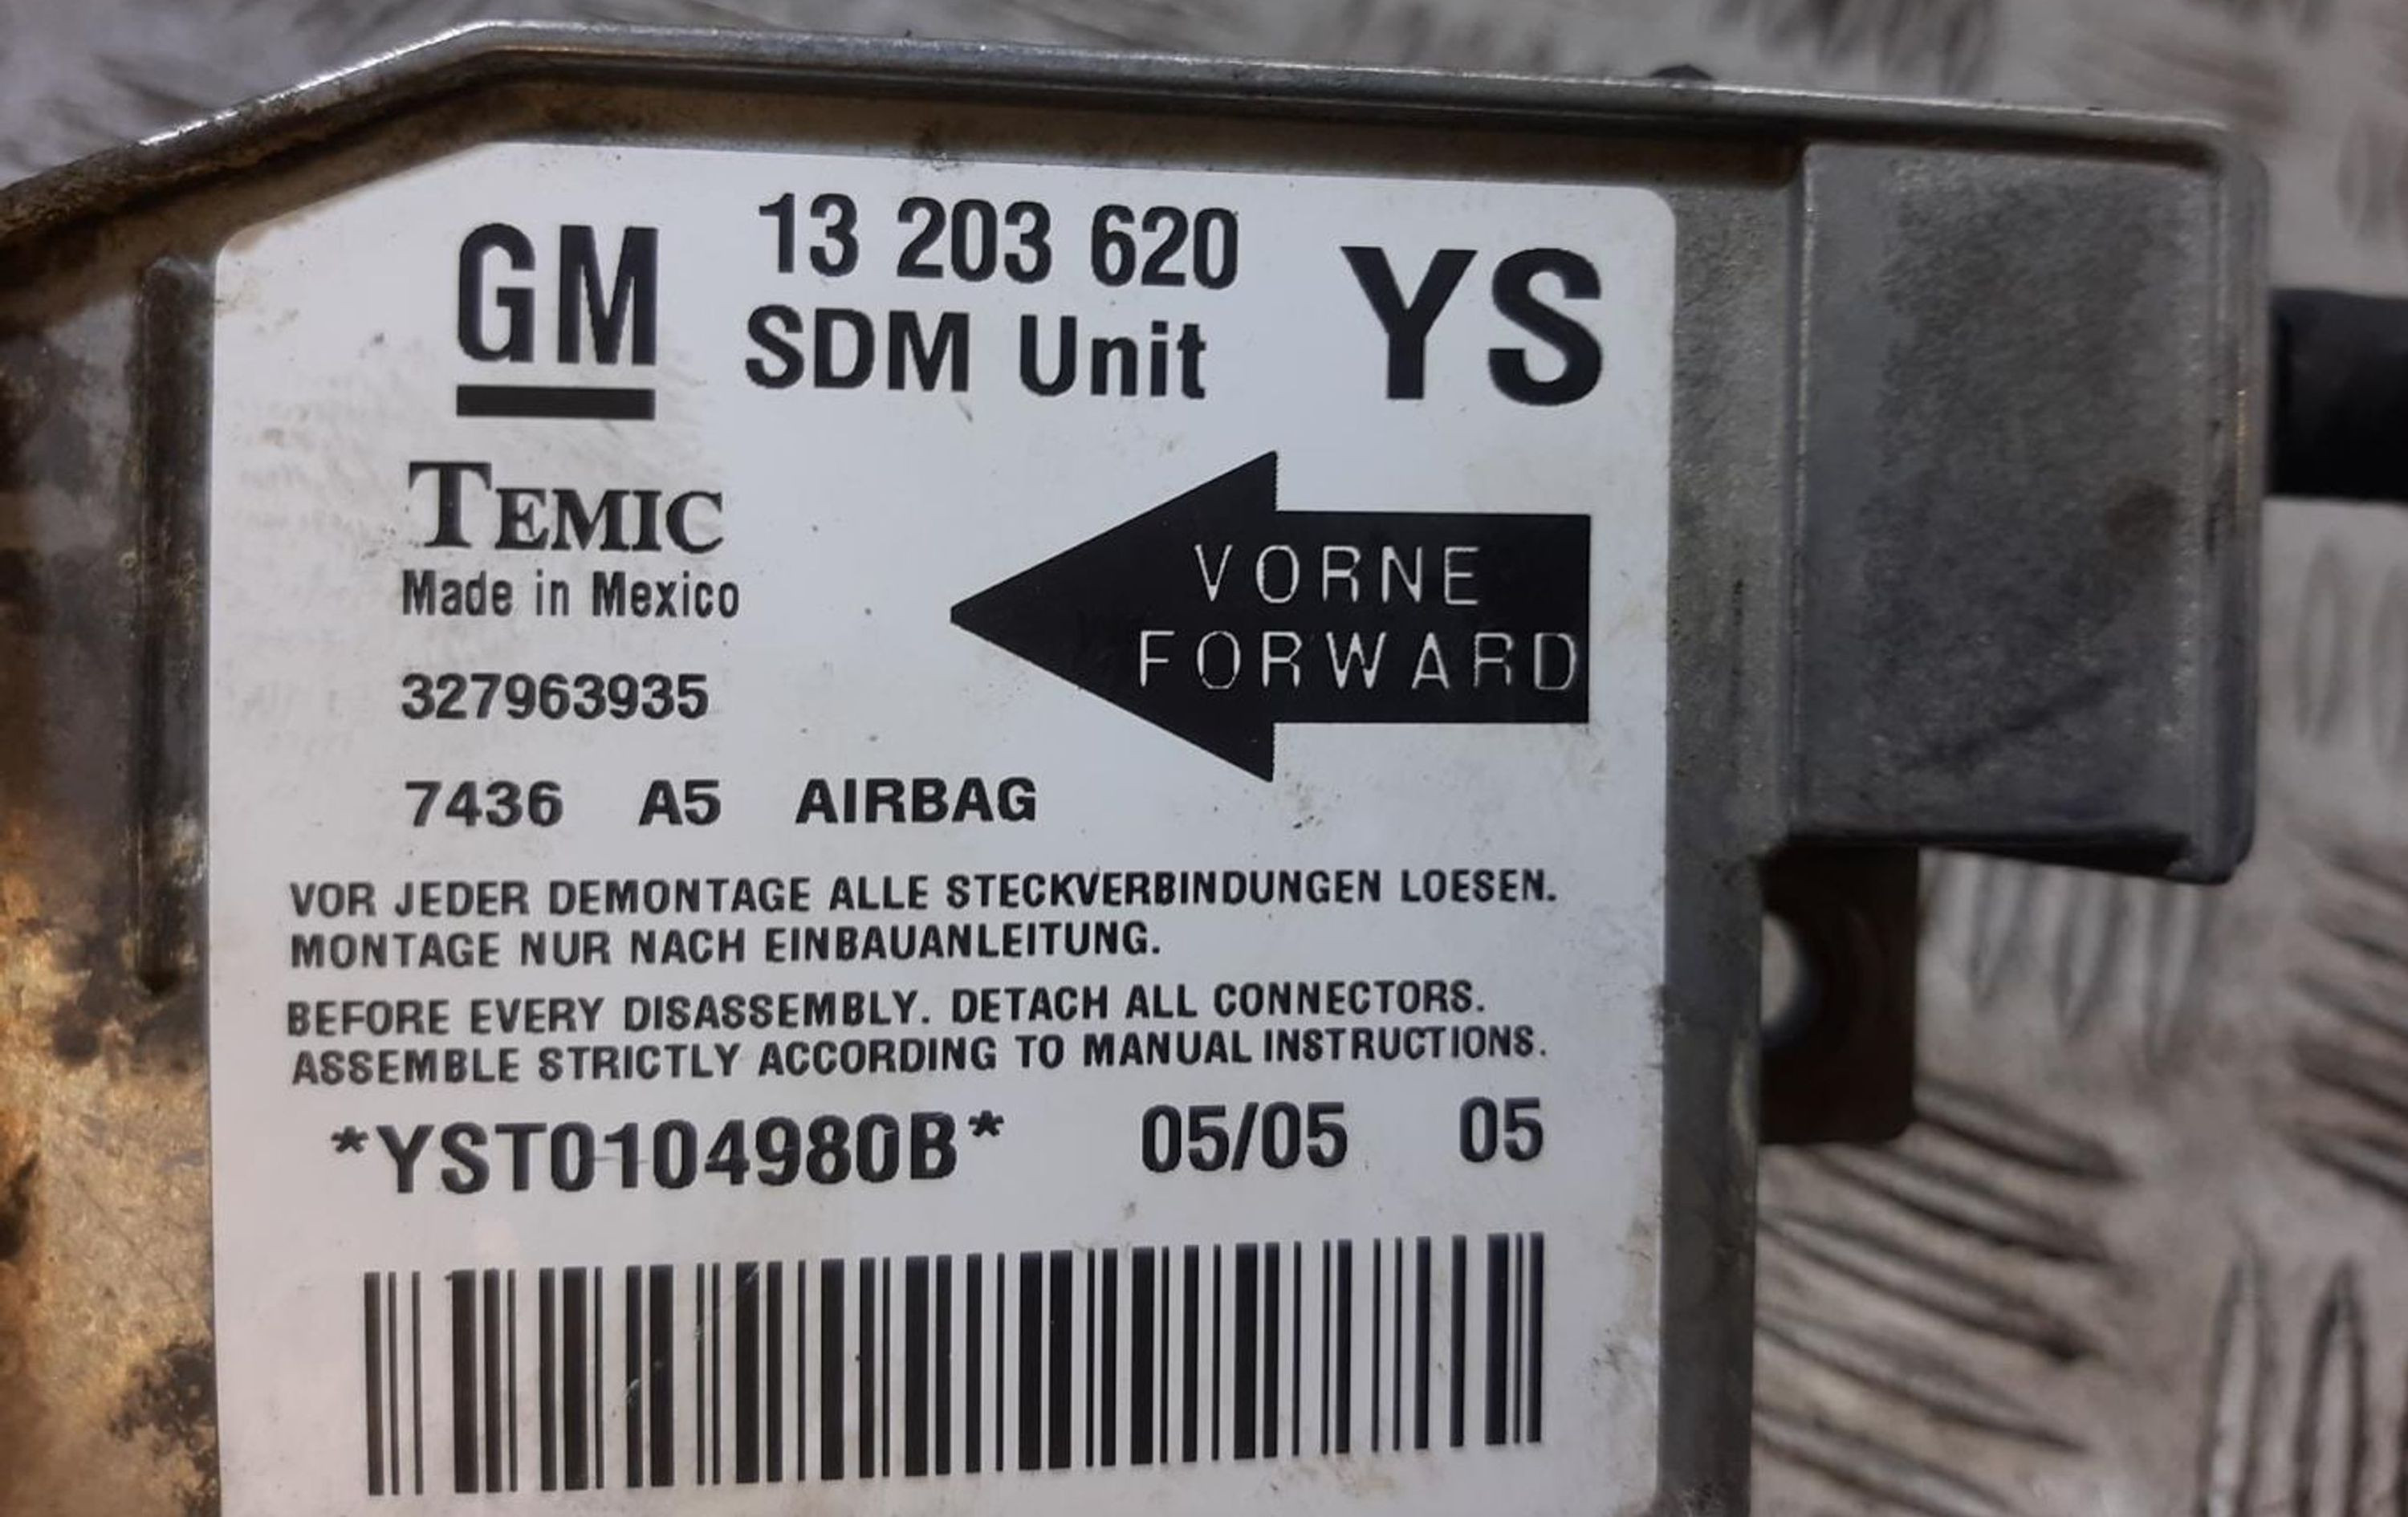 GM 13 203 620 YS
SDM Unit
TEMIC
Made in Mexico
VORNE
FORWARD
327963935
7436 A5 AIRBAG
VOR JEDER DEMONTAGE ALLE STECKVERBINDUNGEN LOESEN.
MONTAGE NUR NACH EINBAUANLEITUNG.
BEFORE EVERY DISASSEMBLY. DETACH ALL CONNECTORS.
ASSEMBLE STRICTLY ACCORDING TO MANUAL INSTRUCTIONS.
*YST0104980B* 05/05 05